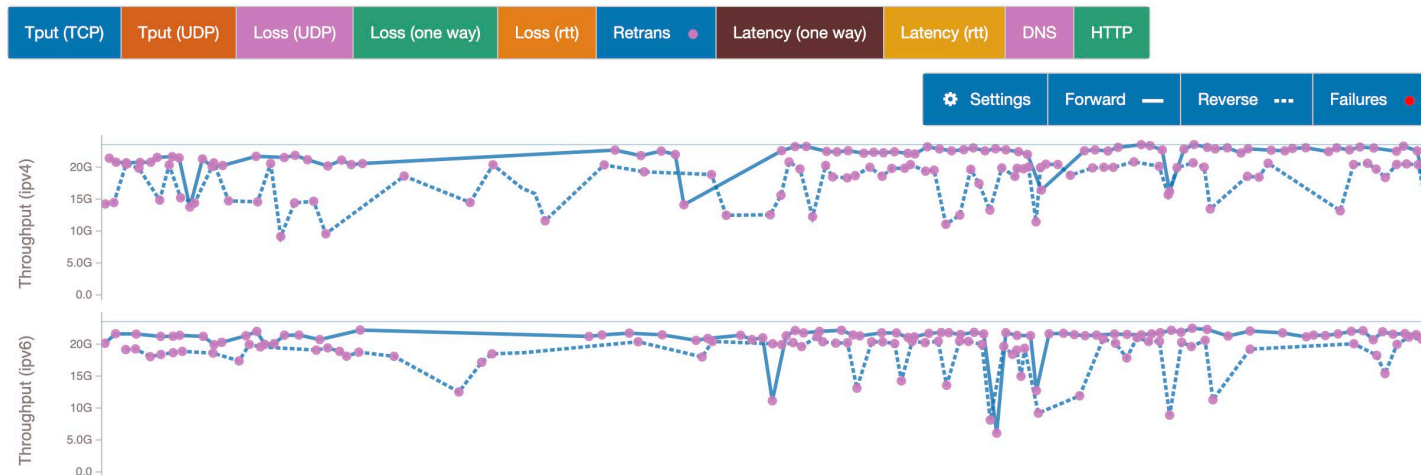 Tput (TCP) Tput (UDP) Loss (UDP) Loss (one way) Loss (rtt) Retrans Latency (one way) Latency (rtt) DNS HTTP
Settings Forward Reverse Failures
Throughput (ipv4)
20G
15G
10G
5.0G
0.0
Throughput (ipv6)
20G
15G
10G
5.0G
0.0